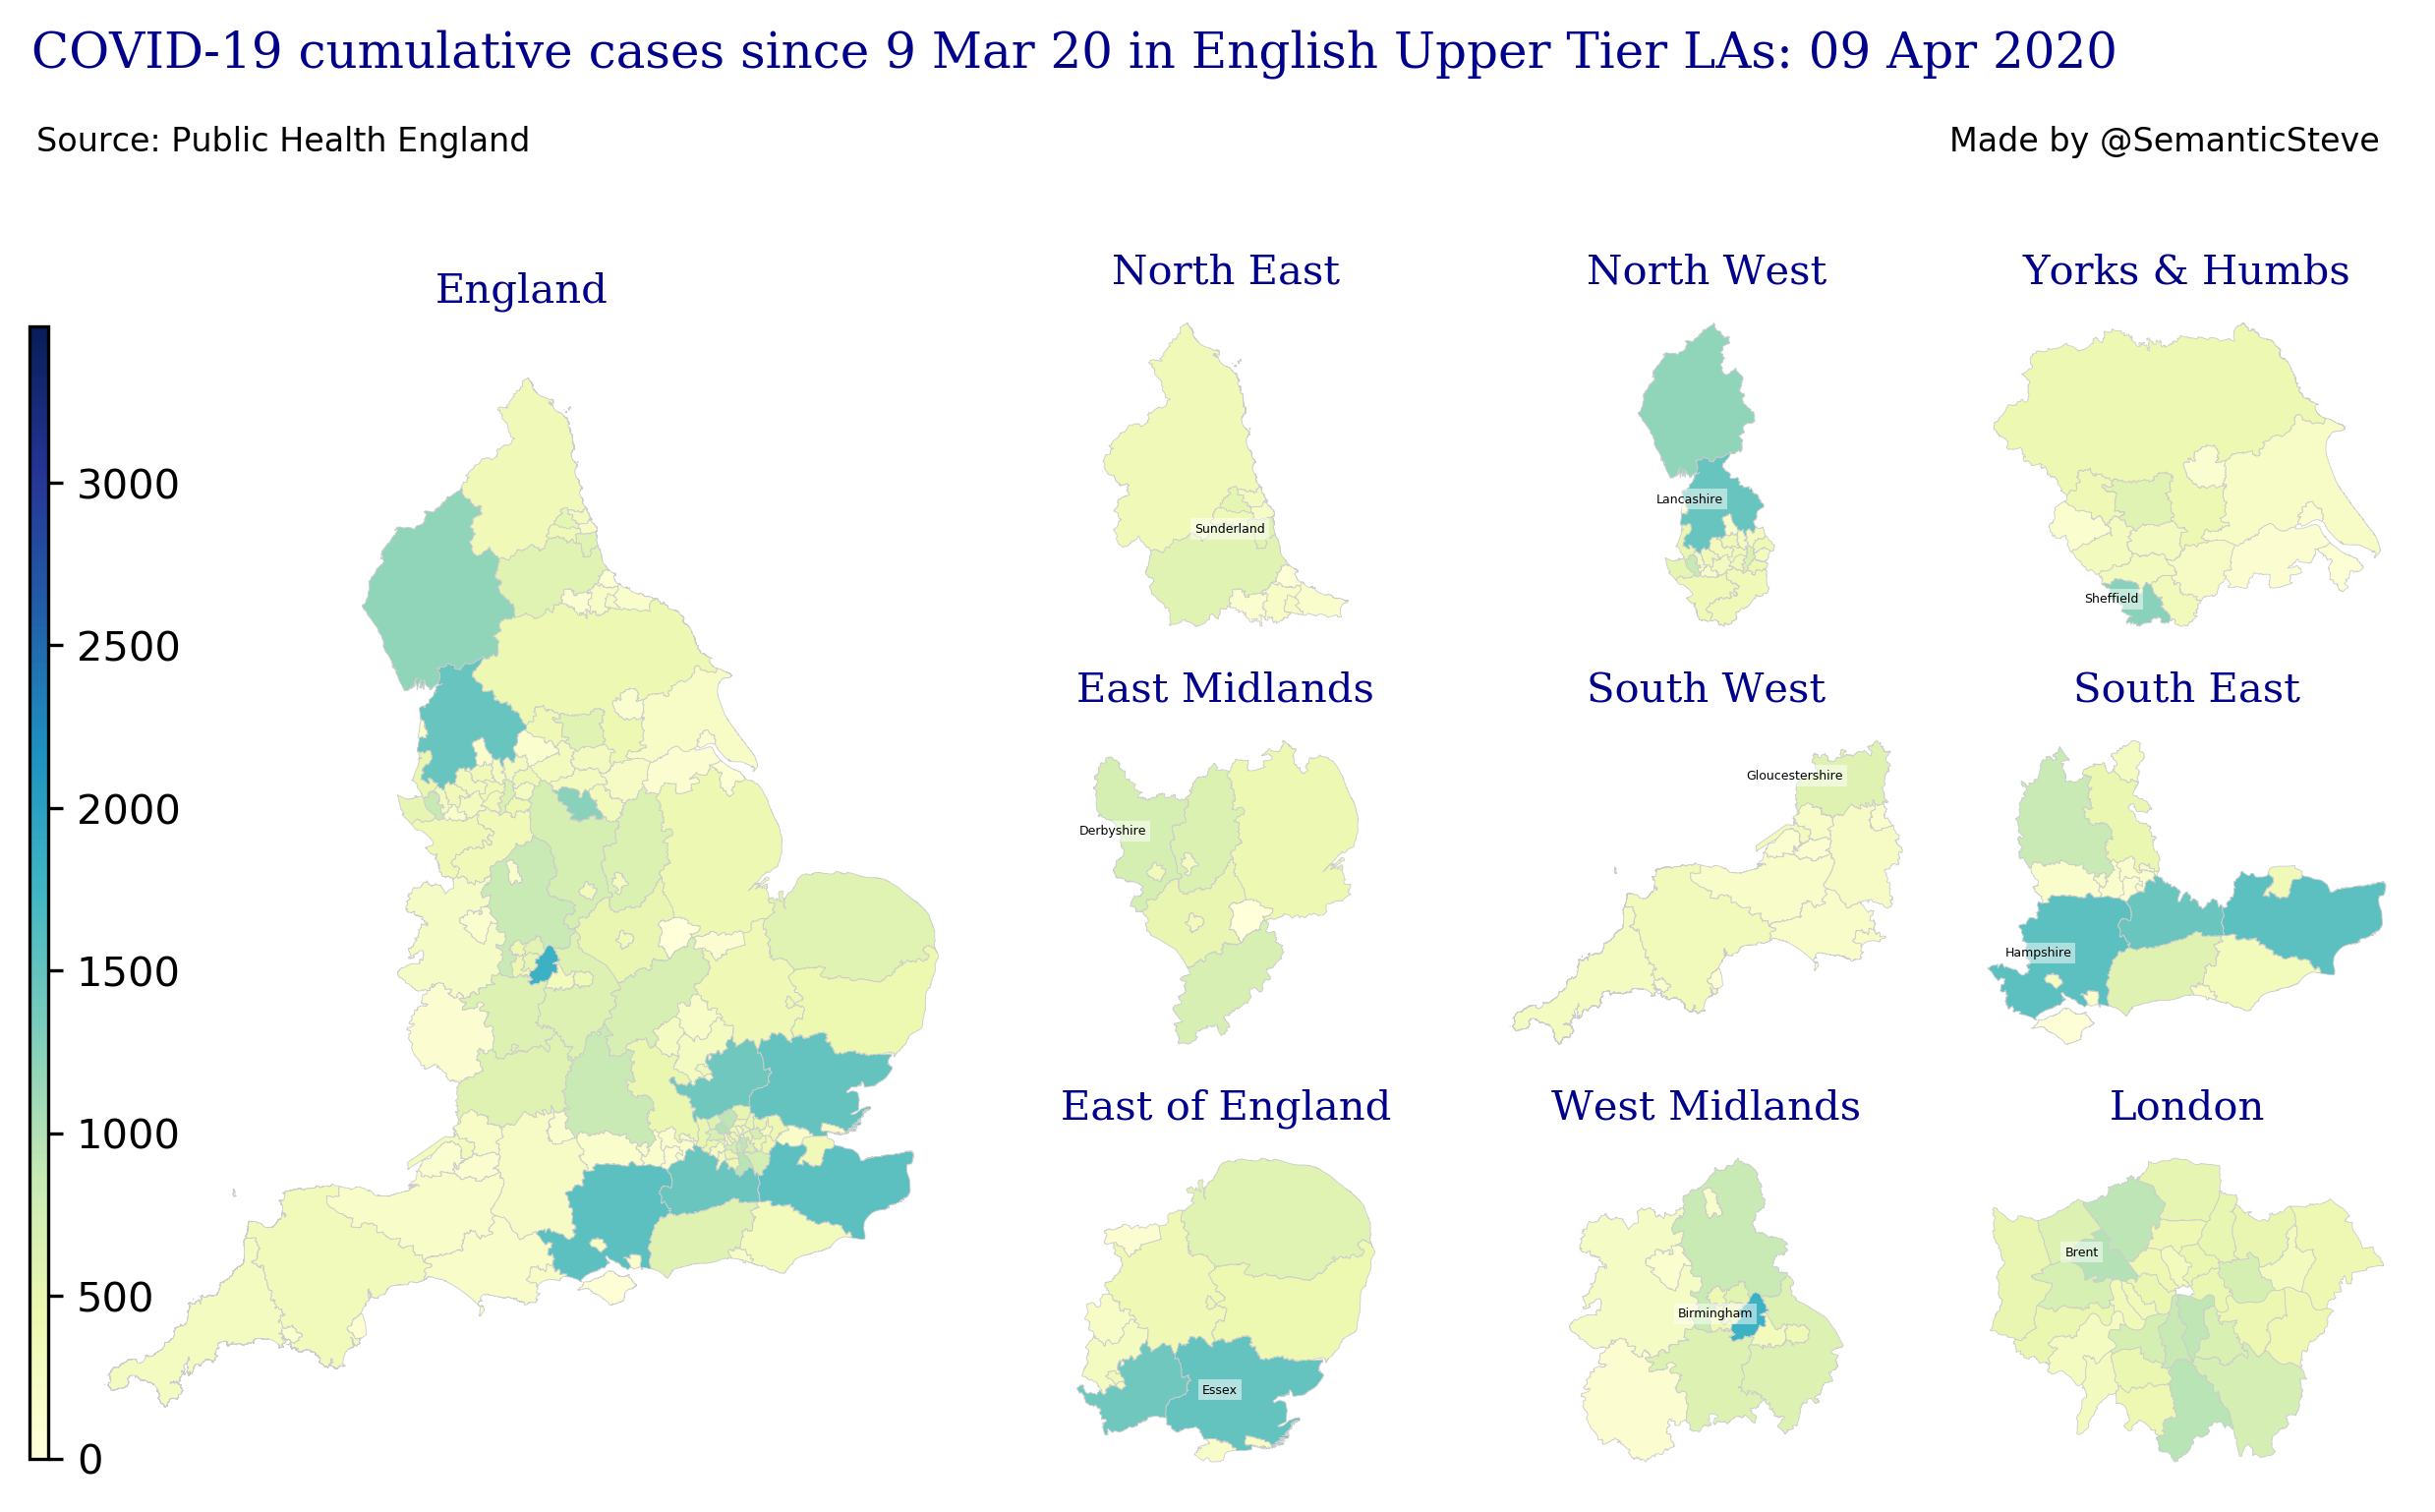 COVID-19 cumulative cases since 9 Mar 20 in English Upper Tier LAs: 09 Apr 2020
Source: Public Health England
Made by @SemanticSteve
England
North East
North West
Yorks & Humbs
3000
2500
2000
1500
1000
500
0
Sunderland
Lancashire
Sheffield
East Midlands
South West
South East
Derbyshire
Gloucestershire
Hampshire
East of England
West Midlands
London
Essex
Birmingham
Brent